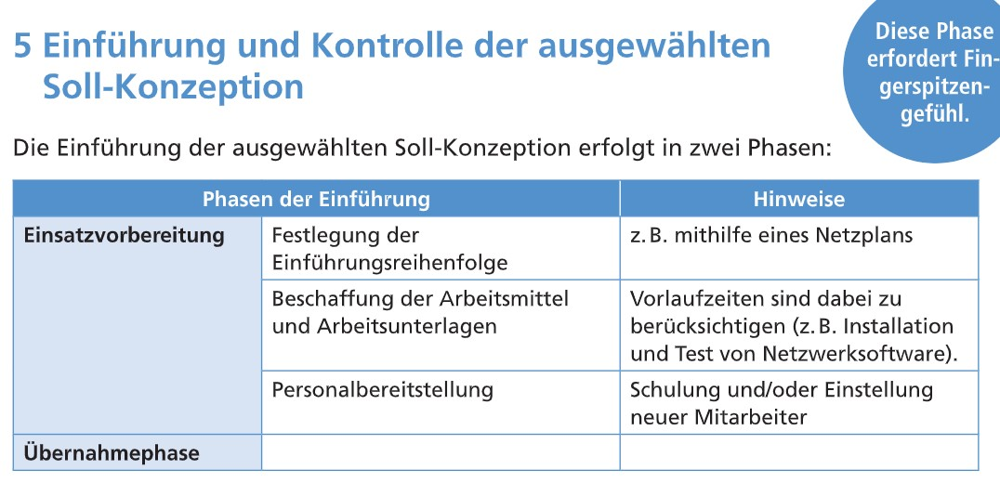 5 Einführung und Kontrolle der ausgewählten
Soll-Konzeption
Diese Phase
erfordert Fin-
gerspitzen-
gefühl.
Die Einführung der ausgewählten Soll-Konzeption erfolgt in zwei Phasen:
Phasen der Einführung
Hinweise
Einsatzvorbereitung
Festlegung der
Einführungsreihenfolge
z. B. mithilfe eines Netzplans
Beschaffung der Arbeitsmittel
und Arbeitsunterlagen
Vorlaufzeiten sind dabei zu
berücksichtigen (z. B. Installation
und Test von Netzwerksoftware).
Personalbereitstellung
Schulung und/oder Einstellung
neuer Mitarbeiter
Übernahmephase